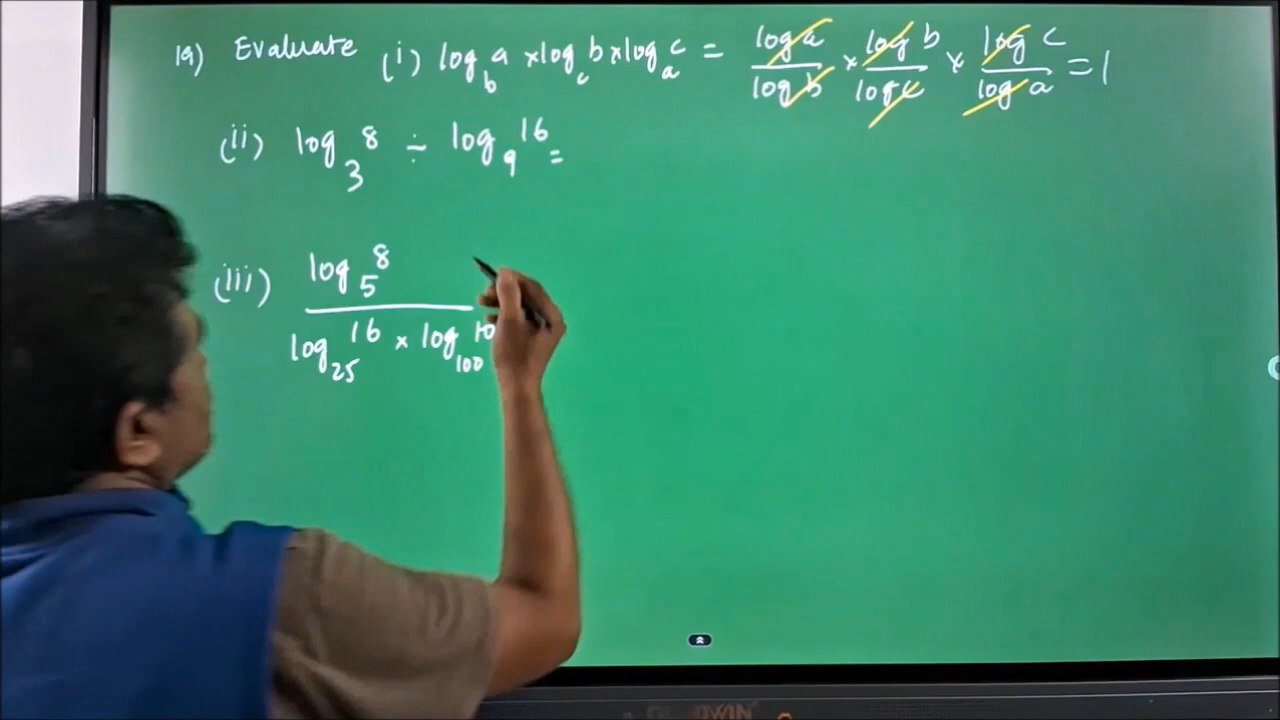 19) Evaluate (i) log_b a × log_c b × log_a c = log a / log b × log b / log c × log c / log a = 1
(ii) log_3 8 ÷ log_9 16 =
(iii) log_5 8
log_25 16 × log_100 10